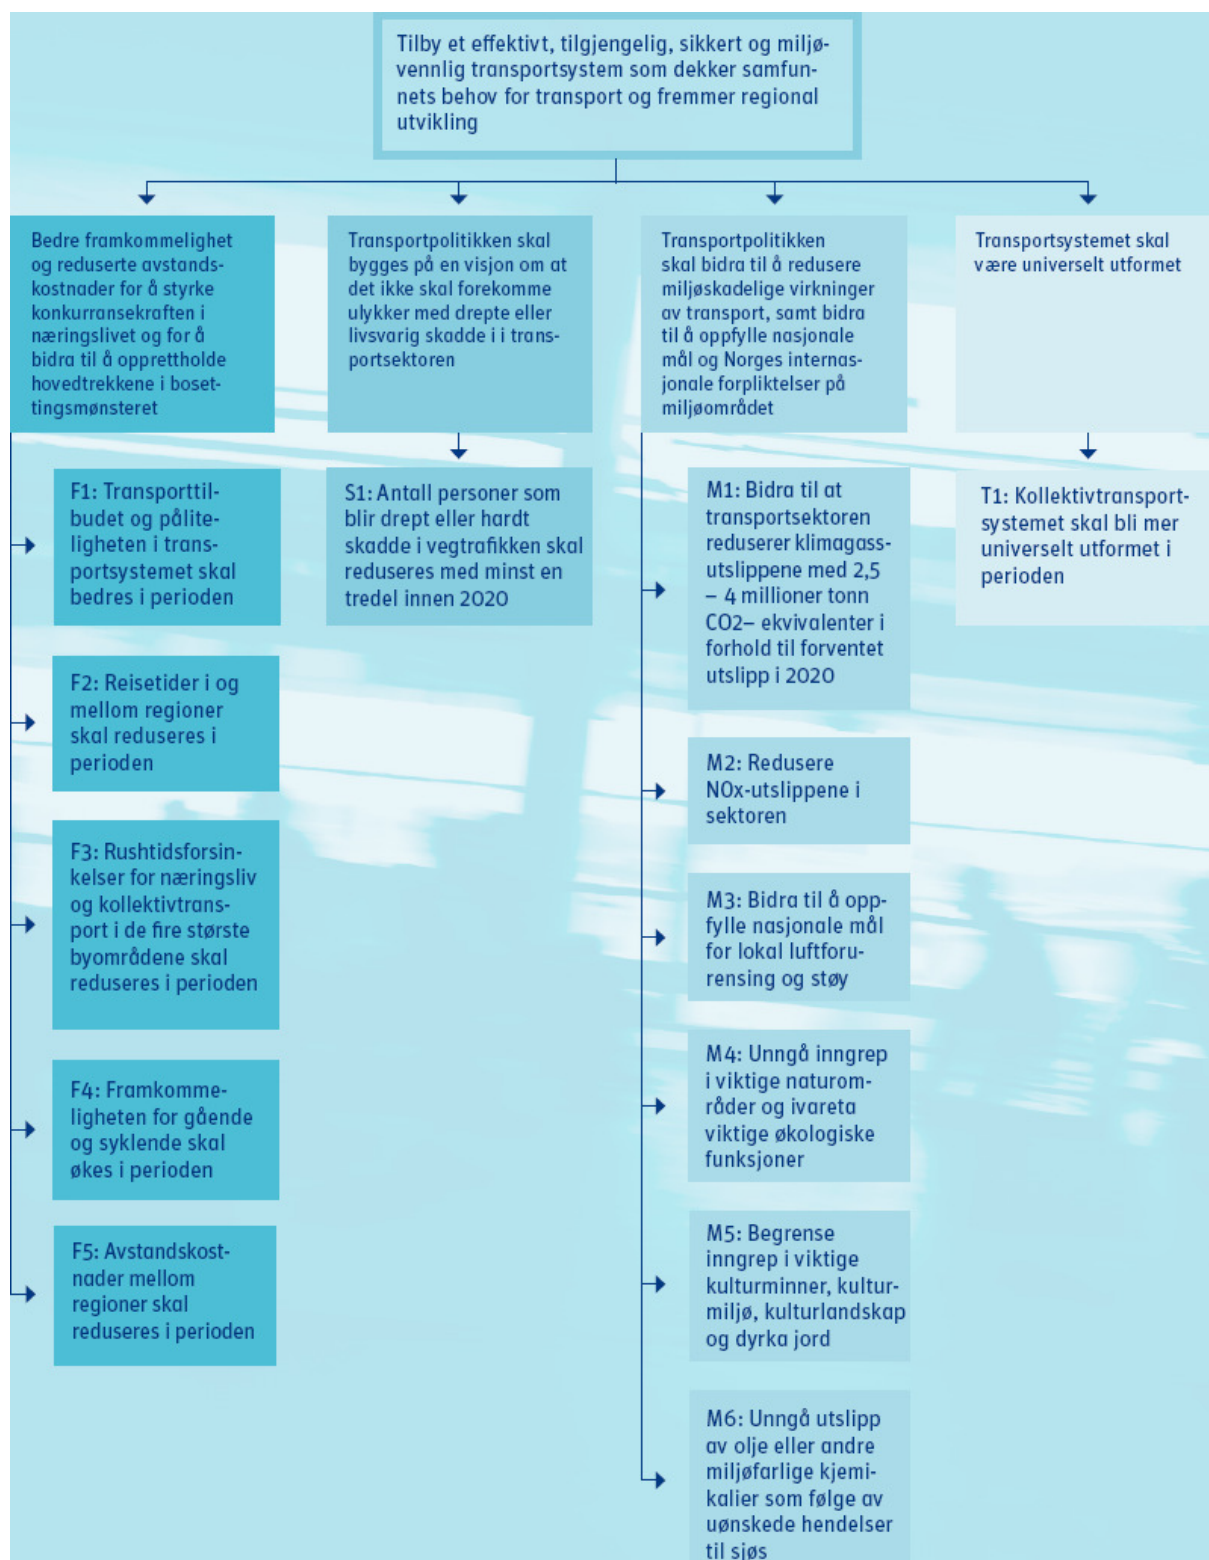 Tilby et effektivt, tilgjengelig, sikkert og miljø-
vennlig transportsystem som dekker samfun-
nets behov for transport og fremmer regional
utvikling
Bedre framkommelighet
og reduserte avstands-
kostnader for å styrke
konkurransekraften i
næringslivet og for å
bidra til å opprettholde
hovedtrekkene i boset-
tingsmønsteret
Transportpolitikken skal
bygges på en visjon om at
det ikke skal forekomme
ulykker med drepte eller
livsvarig skadde i i trans-
portsektoren
Transportpolitikken
skal bidra til å redusere
miljøskadelige virkninger
av transport, samt bidra
til å oppfylle nasjonale
mål og Norges internas-
jonale forpliktelser på
miljøområdet
Transportsystemet skal
være universelt utformet
F1: Transporttil-
budet og pålite-
ligheten i trans-
portsystemet skal
bedres i perioden
F2: Reisetider i og
mellom regioner
skal reduseres i
perioden
F3: Rushtidsforsin-
kelser for næringsliv
og kollektivtrans-
port i de fire største
byområdene skal
reduseres i perioden
F4: Framkomme-
ligheten for gående
og syklende skal
økes i perioden
F5: Avstandskost-
nader mellom
regioner skal
reduseres i perioden
S1: Antall personer som
blir drept eller hardt
skadde i vegtrafikken skal
reduseres med minst en
tredel innen 2020
M1: Bidra til at
transportsektoren
reduserer klimagass-
utslippene med 2,5
– 4 millioner tonn
CO2– ekvivalenter i
forhold til forventet
utslipp i 2020
M2: Redusere
NOx-utslippene i
sektoren
M3: Bidra til å opp-
fylle nasjonale mål
for lokal luftforu-
rensing og støy
M4: Unngå inngrep
i viktige naturom-
råder og ivareta
viktige økologiske
funksjoner
M5: Begrense
inngrep i viktige
kulturminner, kultur-
miljø, kulturlandskap
og dyrka jord
M6: Unngå utslipp
av olje eller andre
miljøfarlige kjemi-
kalier som følge av
uønskede hendelser
til sjøs
T1: Kollektivtransport-
systemet skal bli mer
universelt utformet i
perioden